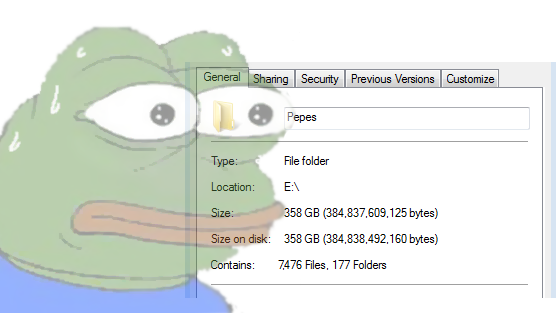 General Sharing Security Previous Versions Customize
Pepes
Type: File folder
Location: E:\
Size: 358 GB (384,837,609,125 bytes)
Size on disk: 358 GB (384,838,492,160 bytes)
Contains: 7,476 Files, 177 Folders